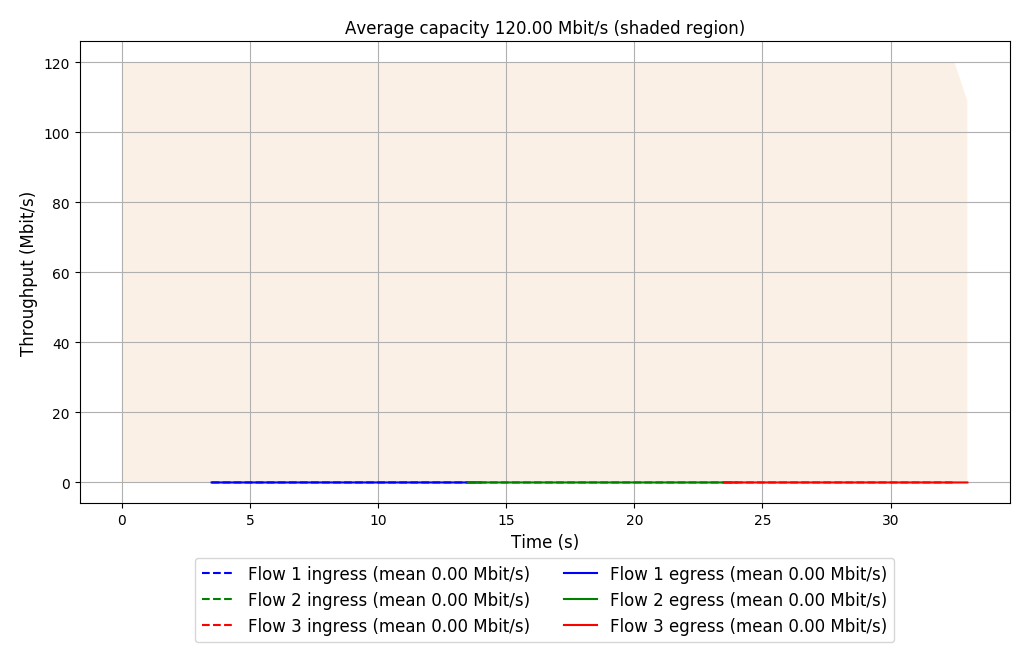 Average capacity 120.00 Mbit/s (shaded region)
Throughput (Mbit/s)
120
100
80
60
40
20
0
0 5 10 15 20 25 30
Time (s)
Flow 1 ingress (mean 0.00 Mbit/s) Flow 1 egress (mean 0.00 Mbit/s)
Flow 2 ingress (mean 0.00 Mbit/s) Flow 2 egress (mean 0.00 Mbit/s)
Flow 3 ingress (mean 0.00 Mbit/s) Flow 3 egress (mean 0.00 Mbit/s)